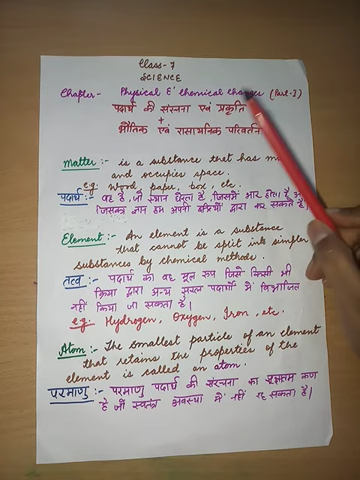 Class-7
SCIENCE
Chapter- Physical & Chemical Changes (Part-I)
पदार्थ की संरचना एवं प्रकृति
+
भौतिक एवं रासायनिक परिवर्तन
Matter:- is a substance that has
and occupies space.
e.g. Wood, paper, box, etc.
पदार्थ:- वह है, जो स्थान घेरता है, जिसमें भार होता है
जिसका ज्ञान हम अपनी इंद्रियों द्वारा कर सकते हैं।
Element:- An element is a substance
that cannot be split into simpler
substances by chemical methods.
तत्व:- पदार्थ का वह मूल रूप जिसे किसी भी
क्रिया द्वारा अन्य सरल पदार्थों में विभाजित
नहीं किया जा सकता है।
e.g:- Hydrogen, Oxygen, Iron, etc.
Atom:- The smallest particle of an element
that retains the properties of the
element is called an atom.
परमाणु:- परमाणु पदार्थ की संरचना का सूक्ष्मतम कण
है जो स्वतंत्र अवस्था में नहीं रह सकता है।